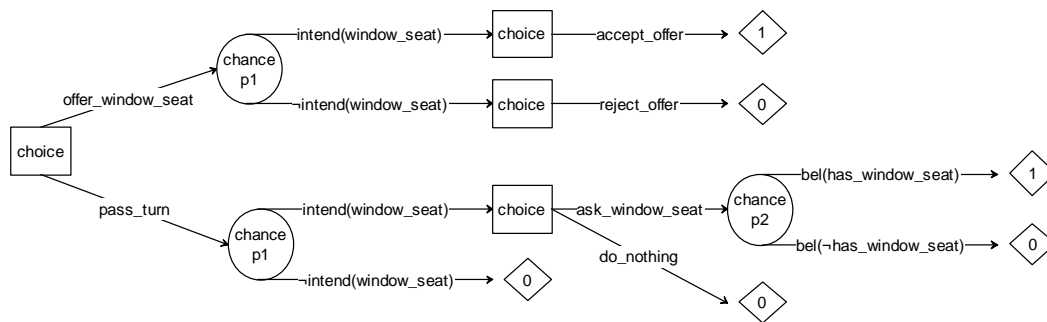 intend(window_seat)
choice
accept_offer
1
chance
p1
offer_window_seat
¬intend(window_seat)
choice
reject_offer
0
choice
bel(has_window_seat)
1
pass_turn
intend(window_seat)
choice
ask_window_seat
chance
p2
chance
p1
bel(¬has_window_seat)
0
do_nothing
¬intend(window_seat)
0
0